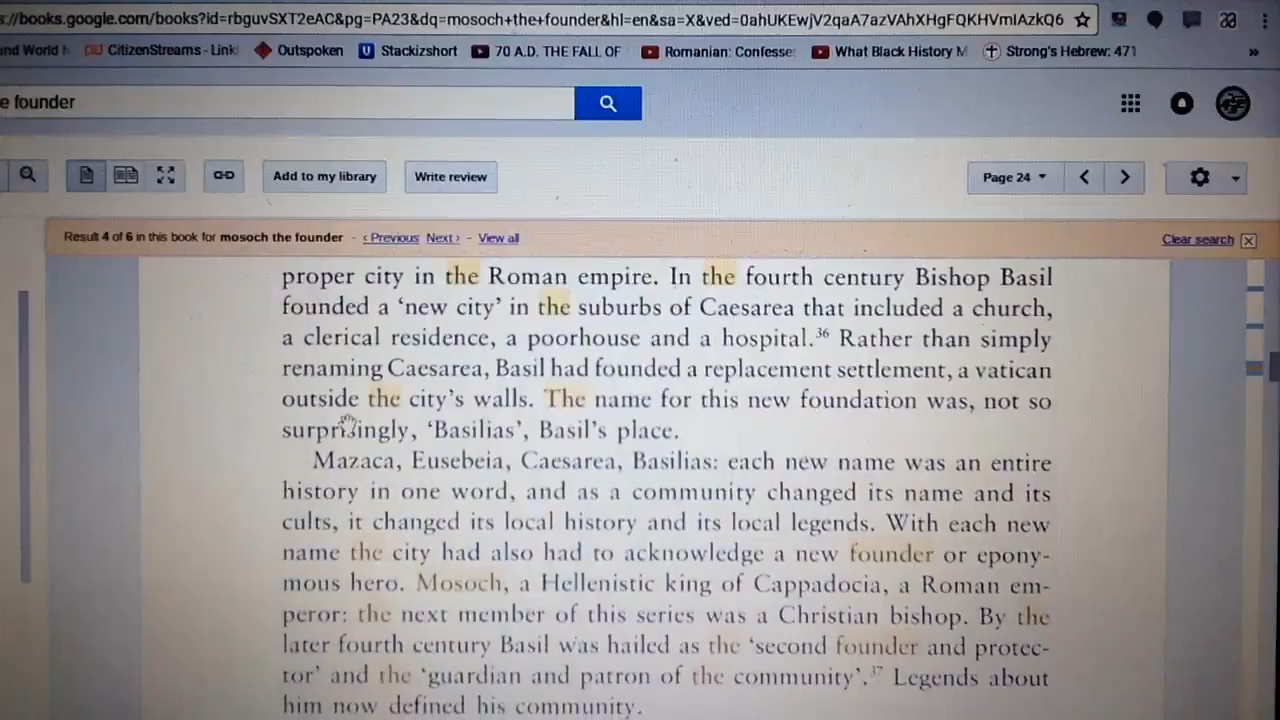 s://books.google.com/books?id=rbguvSXT2eAC&pg=PA23&dq=mosoch+the+founder&hl=en&sa=X&ved=0ahUKEwjV2qaA7azVAhXHgFQKHVmIAzkQ6
and World
CitizenStreams - Link
Outspoken
Stackizshort
70 A.D. THE FALL OF
Romanian: Confesse:
What Black History M
Strong's Hebrew: 471
»
e founder
Add to my library
Write review
Page 24
Result 4 of 6 in this book for mosoch the founder - ‹ Previous Next › - View all
Clear search
proper city in the Roman empire. In the fourth century Bishop Basil
founded a ‘new city’ in the suburbs of Caesarea that included a church,
a clerical residence, a poorhouse and a hospital.³⁶ Rather than simply
renaming Caesarea, Basil had founded a replacement settlement, a vatican
outside the city’s walls. The name for this new foundation was, not so
surprisingly, ‘Basilias’, Basil’s place.
Mazaca, Eusebeia, Caesarea, Basilias: each new name was an entire
history in one word, and as a community changed its name and its
cults, it changed its local history and its local legends. With each new
name the city had also had to acknowledge a new founder or epony-
mous hero. Mosoch, a Hellenistic king of Cappadocia, a Roman em-
peror: the next member of this series was a Christian bishop. By the
later fourth century Basil was hailed as the ‘second founder and protec-
tor’ and the ‘guardian and patron of the community’.³⁷ Legends about
him now defined his community.